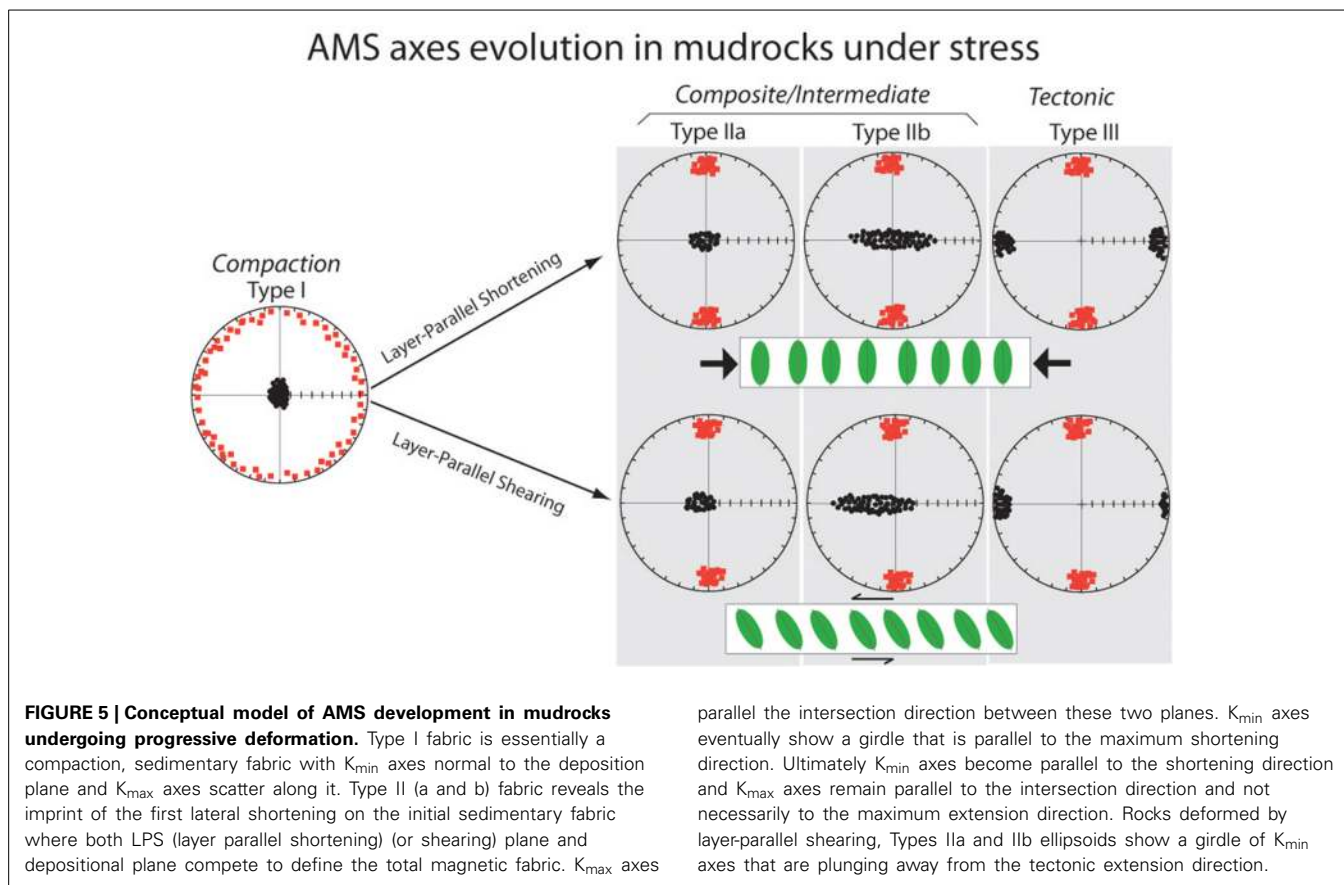 AMS axes evolution in mudrocks under stress
Composite/Intermediate
Tectonic
Type IIa
Type IIb
Type III
Compaction
Type I
Layer-Parallel Shortening
Layer-Parallel Shearing
FIGURE 5 | Conceptual model of AMS development in mudrocks
undergoing progressive deformation. Type I fabric is essentially a
compaction, sedimentary fabric with Kmin axes normal to the deposition
plane and Kmax axes scatter along it. Type II (a and b) fabric reveals the
imprint of the first lateral shortening on the initial sedimentary fabric
where both LPS (layer parallel shortening) (or shearing) plane and
depositional plane compete to define the total magnetic fabric. Kmax axes
parallel the intersection direction between these two planes. Kmin axes
eventually show a girdle that is parallel to the maximum shortening
direction. Ultimately Kmin axes become parallel to the shortening direction
and Kmax axes remain parallel to the intersection direction and not
necessarily to the maximum extension direction. Rocks deformed by
layer-parallel shearing, Types IIa and IIb ellipsoids show a girdle of Kmin
axes that are plunging away from the tectonic extension direction.